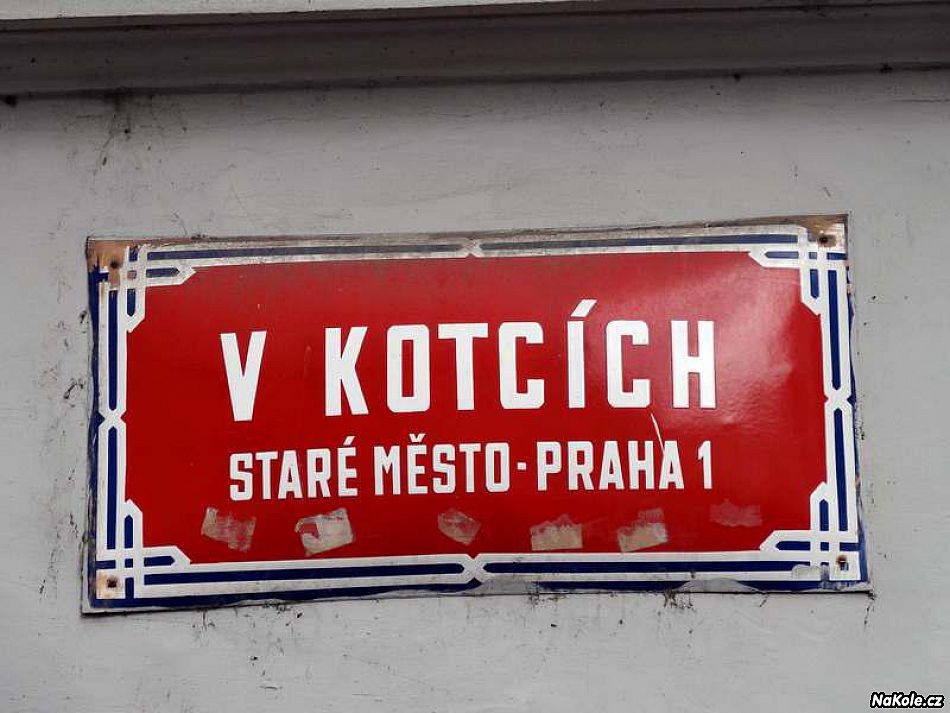 V KOTCÍCH
STARÉ MĚSTO - PRAHA 1
NaKole.cz